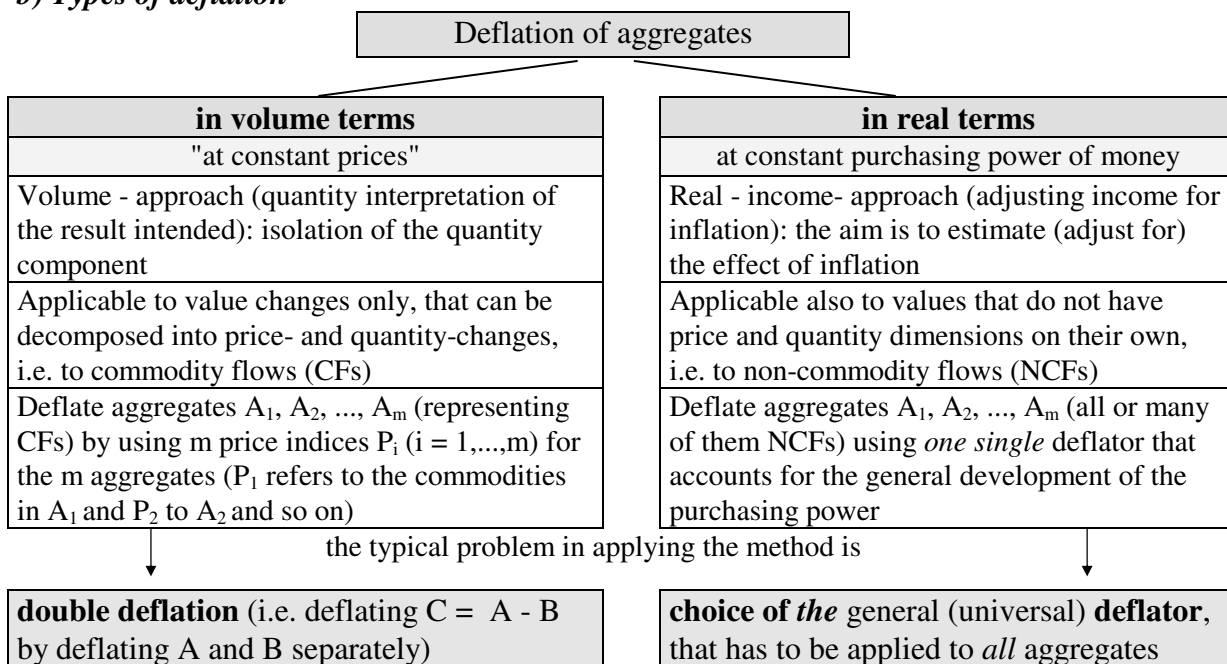 b) Types of deflation
Deflation of aggregates
in volume terms
"at constant prices"
Volume - approach (quantity interpretation of
the result intended): isolation of the quantity
component
Applicable to value changes only, that can be
decomposed into price- and quantity-changes,
i.e. to commodity flows (CFs)
Deflate aggregates A₁, A₂, ..., Aₘ (representing
CFs) by using m price indices Pᵢ (i = 1,...,m) for
the m aggregates (P₁ refers to the commodities
in A₁ and P₂ to A₂ and so on)
in real terms
at constant purchasing power of money
Real - income- approach (adjusting income for
inflation): the aim is to estimate (adjust for)
the effect of inflation
Applicable also to values that do not have
price and quantity dimensions on their own,
i.e. to non-commodity flows (NCFs)
Deflate aggregates A₁, A₂, ..., Aₘ (all or many
of them NCFs) using one single deflator that
accounts for the general development of the
purchasing power
the typical problem in applying the method is
double deflation (i.e. deflating C = A - B
by deflating A and B separately)
choice of the general (universal) deflator,
that has to be applied to all aggregates